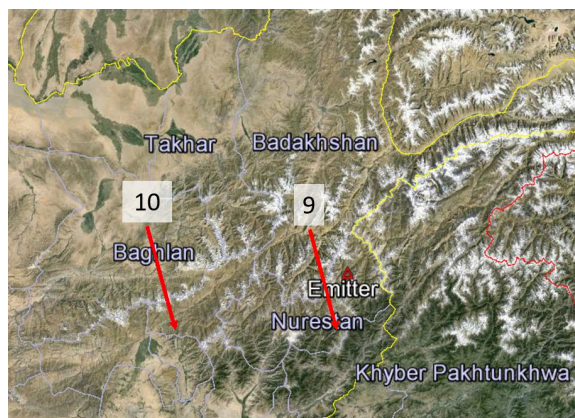 Takhar
Badakhshan
10
9
Baghlan
Emitter
Nurestan
Khyber Pakhtunkhwa